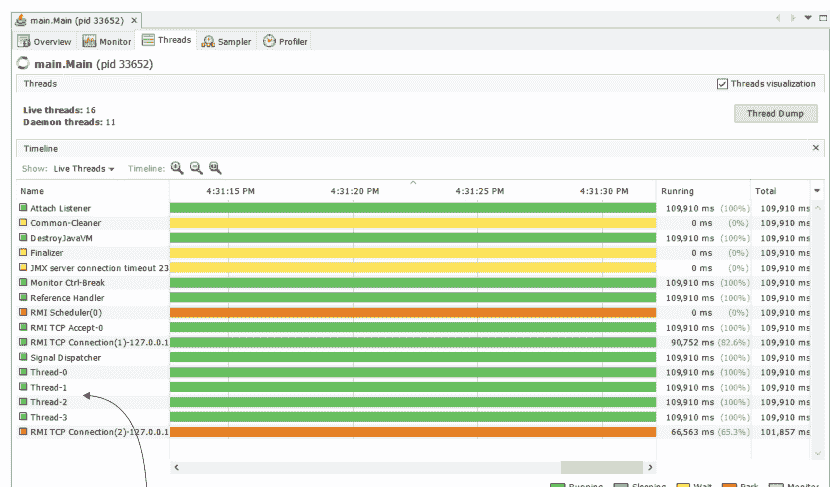 main.Main (pid 33652)
Overview Monitor Threads Sampler Profiler
main.Main (pid 33652)
Threads Threads visualization
Live threads: 16
Daemon threads: 11
Thread Dump
Timeline
Show: Live Threads Timeline:
Name 4:31:15 PM 4:31:20 PM 4:31:25 PM 4:31:30 PM Running Total
Attach Listener 109,910 ms (100%) 109,910 ms
Common-Cleaner 0 ms (0%) 109,910 ms
DestroyJavaVM 109,910 ms (100%) 109,910 ms
Finalizer 0 ms (0%) 109,910 ms
JMX server connection timeout 23 0 ms (0%) 109,910 ms
Monitor Ctrl-Break 109,910 ms (100%) 109,910 ms
Reference Handler 109,910 ms (100%) 109,910 ms
RMI Scheduler(0) 0 ms (0%) 109,910 ms
RMI TCP Accept-0 109,910 ms (100%) 109,910 ms
RMI TCP Connection(1)-127.0.0.1 90,752 ms (82.6%) 109,910 ms
Signal Dispatcher 109,910 ms (100%) 109,910 ms
Thread-0 109,910 ms (100%) 109,910 ms
Thread-1 109,910 ms (100%) 109,910 ms
Thread-2 109,910 ms (100%) 109,910 ms
Thread-3 109,910 ms (100%) 109,910 ms
RMI TCP Connection(2)-127.0.0.1 66,563 ms (65.3%) 101,857 ms
Running Sleeping Wait Park Monitor